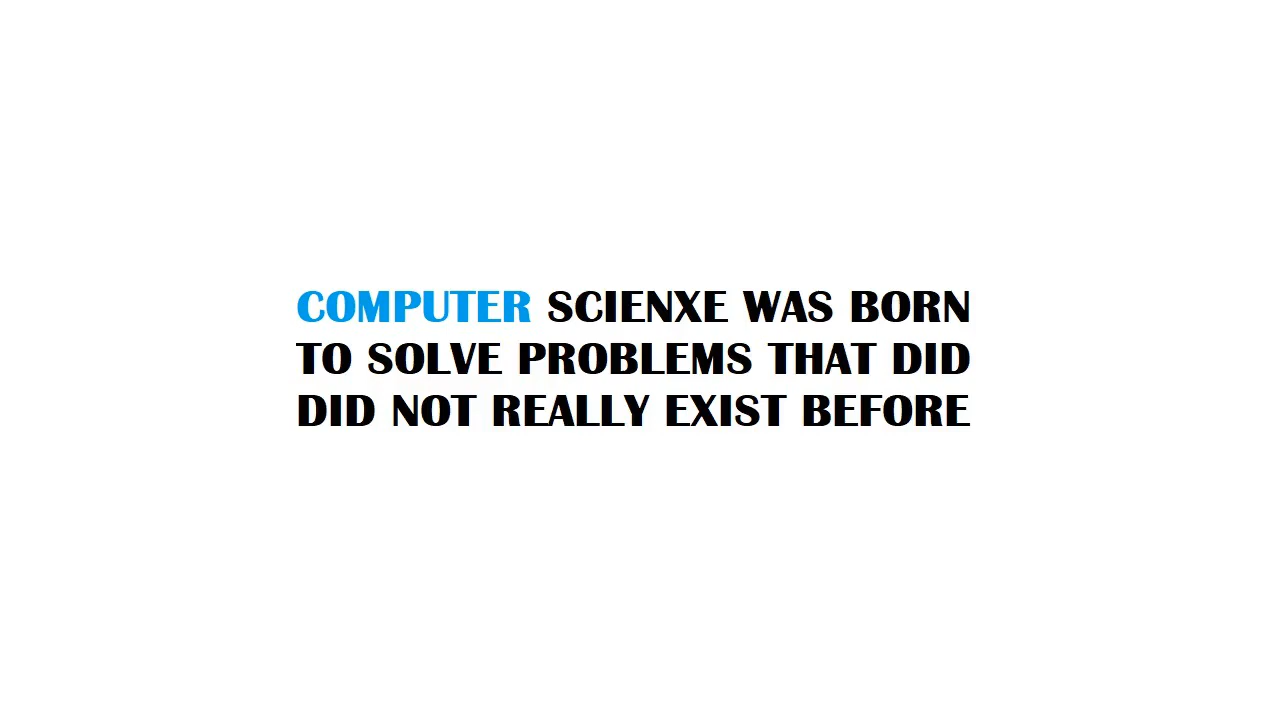 COMPUTER SCIENXE WAS BORN
TO SOLVE PROBLEMS THAT DID
DID NOT REALLY EXIST BEFORE